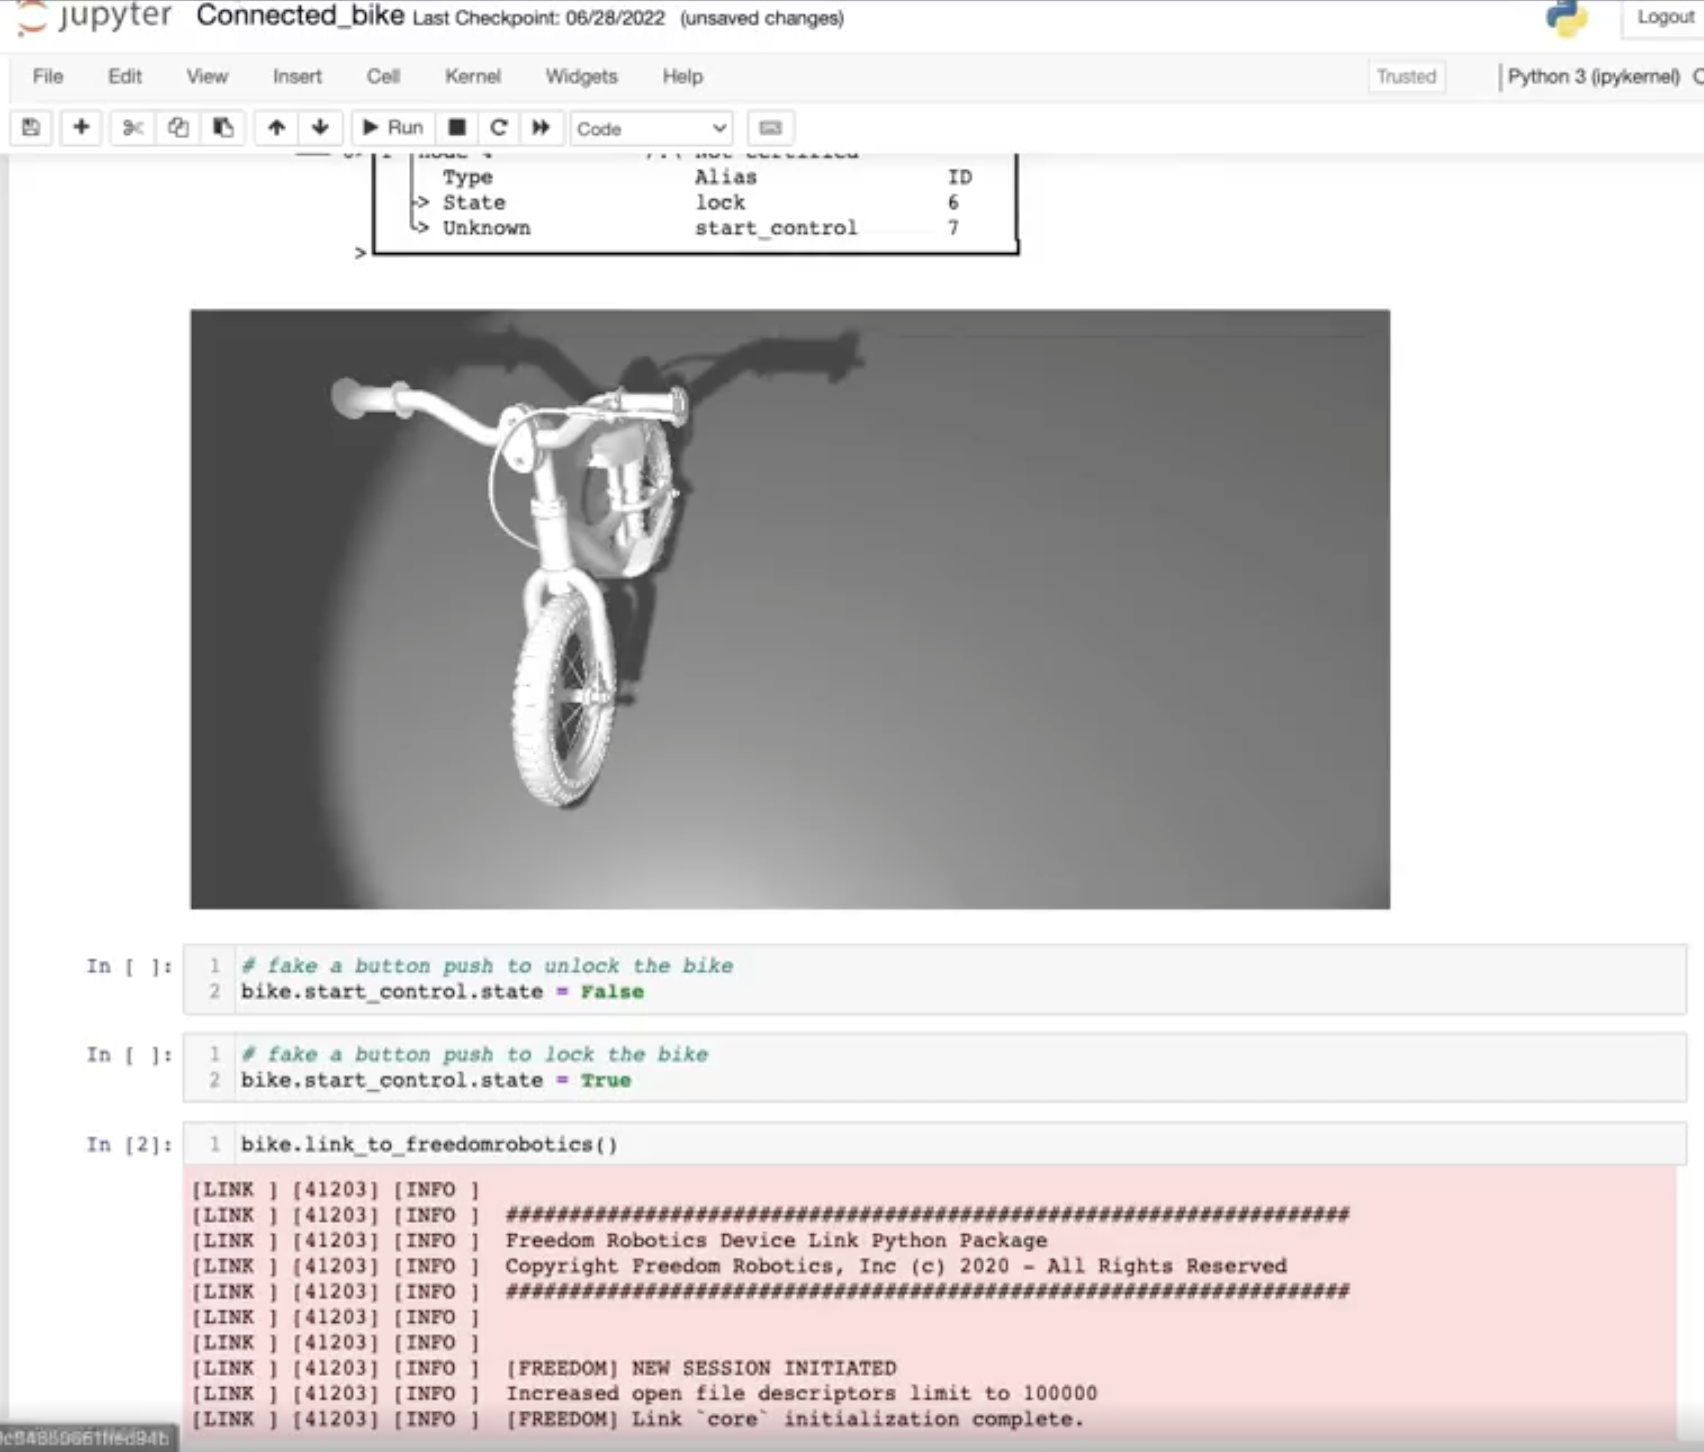 jupyter Connected_bike Last Checkpoint: 06/28/2022 (unsaved changes) Logout
File Edit View Insert Cell Kernel Widgets Help Trusted Python 3 (ipykernel)
Run Code
Type Alias ID
> State lock 6
> Unknown start_control 7
>
In [ ]: 1 # fake a button push to unlock the bike
2 bike.start_control.state = False
In [ ]: 1 # fake a button push to lock the bike
2 bike.start_control.state = True
In [2]: 1 bike.link_to_freedomrobotics()
[LINK ] [41203] [INFO ]
[LINK ] [41203] [INFO ] ##################################################################
[LINK ] [41203] [INFO ] Freedom Robotics Device Link Python Package
[LINK ] [41203] [INFO ] Copyright Freedom Robotics, Inc (c) 2020 - All Rights Reserved
[LINK ] [41203] [INFO ] ##################################################################
[LINK ] [41203] [INFO ]
[LINK ] [41203] [INFO ]
[LINK ] [41203] [INFO ] [FREEDOM] NEW SESSION INITIATED
[LINK ] [41203] [INFO ] Increased open file descriptors limit to 100000
[LINK ] [41203] [INFO ] [FREEDOM] Link `core` initialization complete.